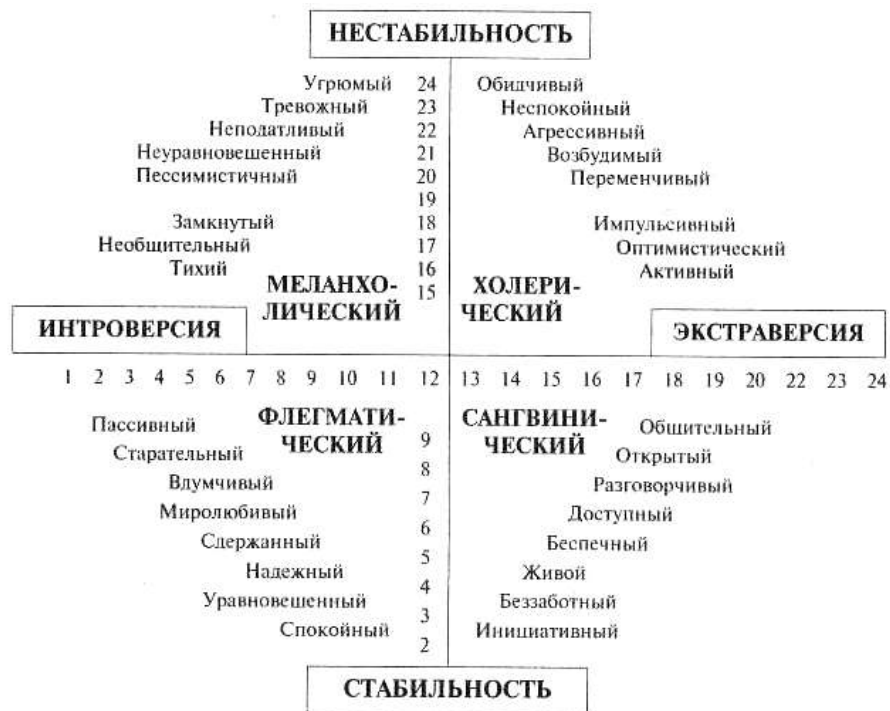 НЕСТАБИЛЬНОСТЬ
Угрюмый 24 Обидчивый
Тревожный 23 Неспокойный
Неподатливый 22 Агрессивный
Неуравновешенный 21 Возбудимый
Пессимистичный 20 Переменчивый
19
Замкнутый 18 Импульсивный
Необщительный 17 Оптимистический
Тихий 16 Активный
МЕЛАНХО- 15 ХОЛЕРИ-
ЛИЧЕСКИЙ ЧЕСКИЙ
ИНТРОВЕРСИЯ ЭКСТРАВЕРСИЯ
1 2 3 4 5 6 7 8 9 10 11 12 13 14 15 16 17 18 19 20 22 23 24
Пассивный ФЛЕГМАТИ- САНГВИНИ- Общительный
ЧЕСКИЙ 9 ЧЕСКИЙ
Старательный Открытый
Вдумчивый 8 Разговорчивый
Миролюбивый 7 Доступный
Сдержанный 6 Беспечный
Надежный 5 Живой
Уравновешенный 4 Беззаботный
Спокойный 3 Инициативный
2
СТАБИЛЬНОСТЬ